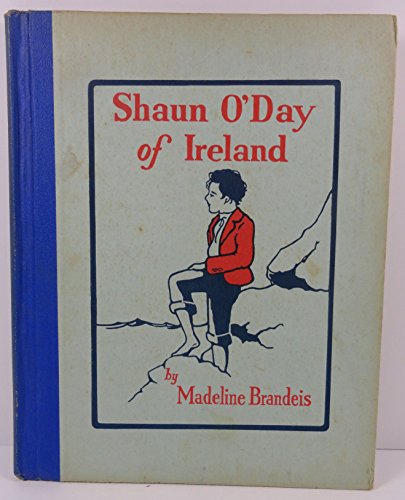 Shaun O'Day
of Ireland
by
Madeline Brandeis